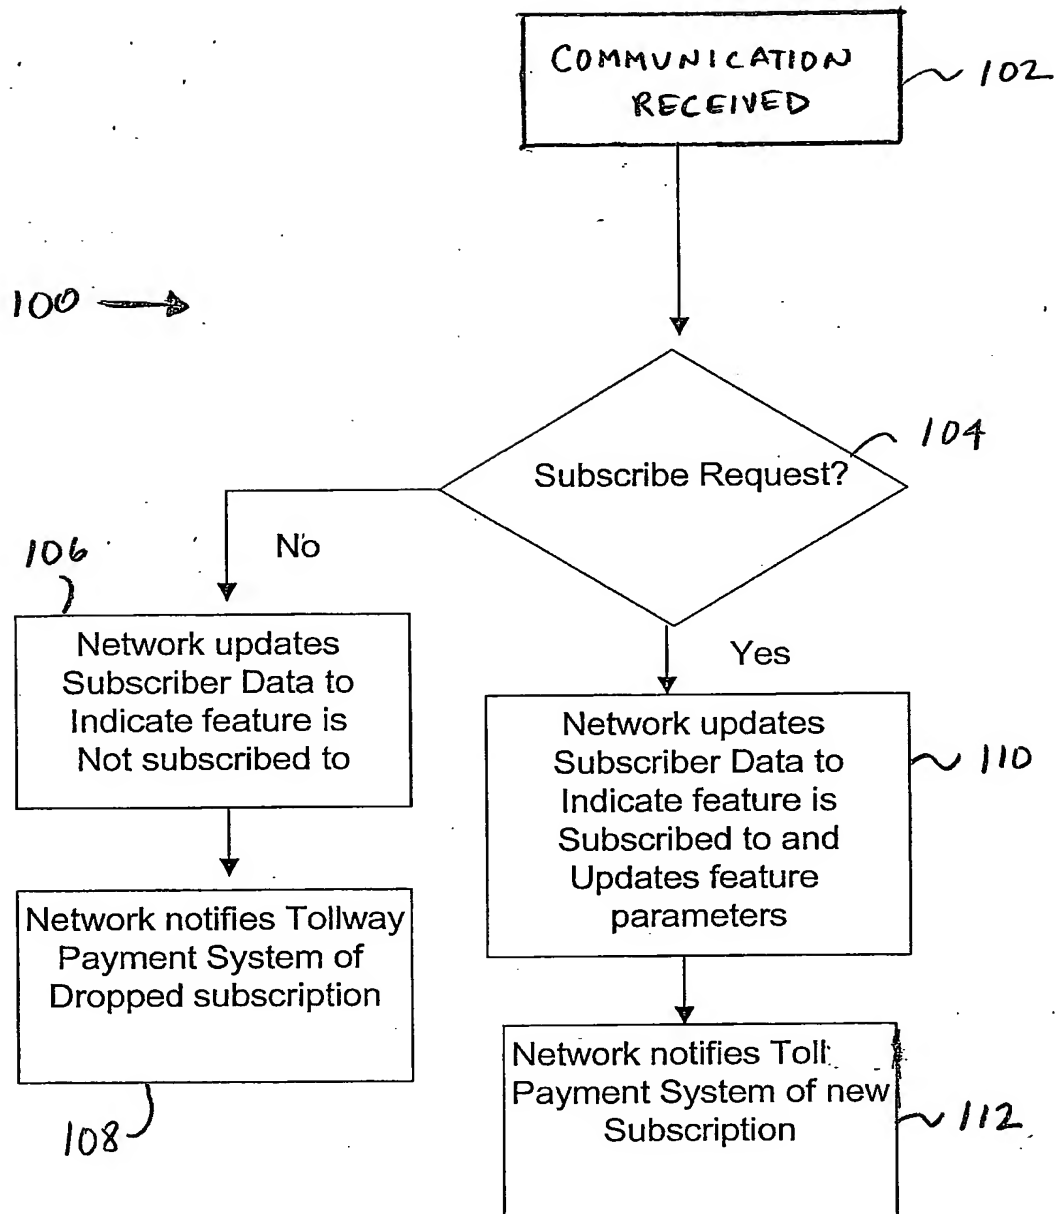 COMMUNICATION
RECEIVED
102
100
104
Subscribe Request?
No
106
Network updates
Subscriber Data to
Indicate feature is
Not subscribed to
Yes
Network updates
Subscriber Data to
Indicate feature is
Subscribed to and
Updates feature
parameters
110
Network notifies Tollway
Payment System of
Dropped subscription
108
Network notifies Toll
Payment System of new
Subscription
112